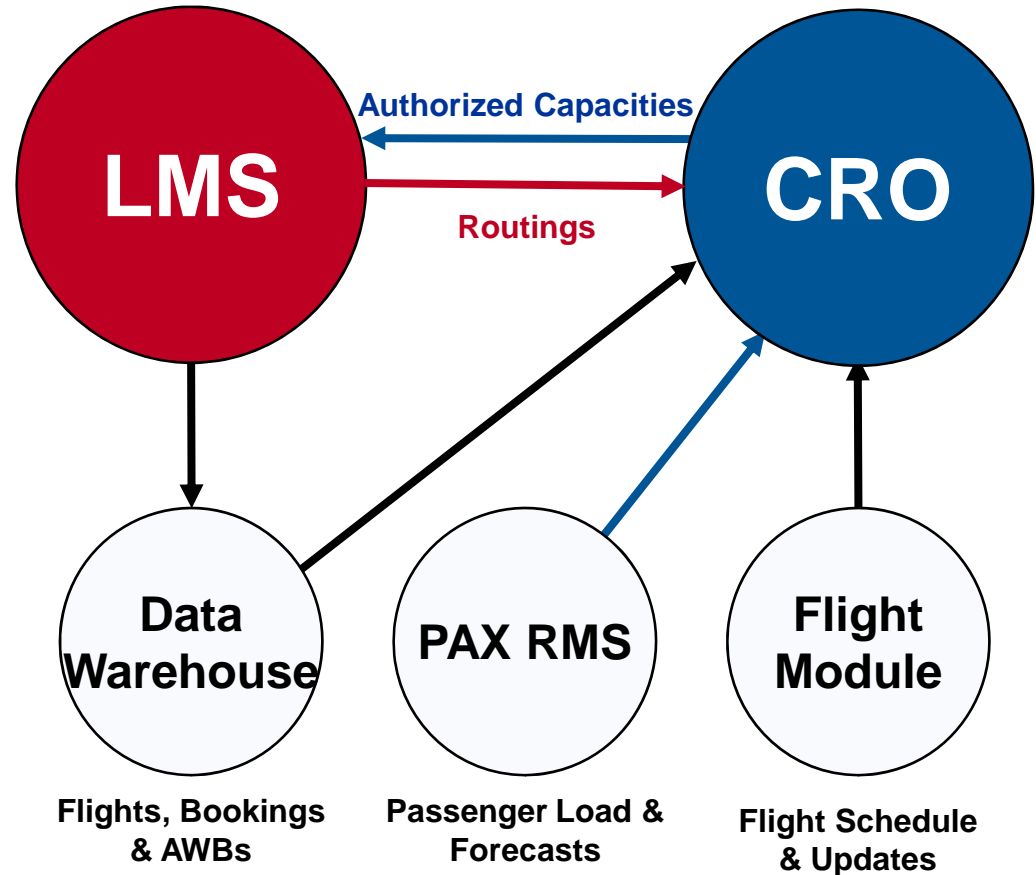 Authorized Capacities
LMS
CRO
Routings
Data
Warehouse
PAX RMS
Flight
Module
Flights, Bookings
& AWBs
Passenger Load &
Forecasts
Flight Schedule
& Updates